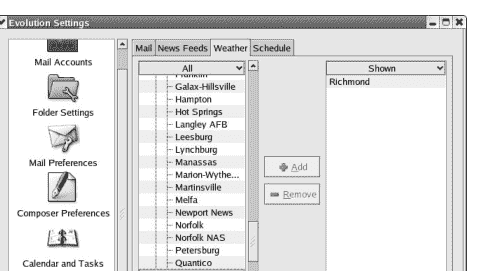 Evolution Settings
Mail Accounts
Folder Settings
Mail Preferences
Composer Preferences
Calendar and Tasks
Mail News Feeds Weather Schedule
All
Franklin
Galax-Hillsville
Hampton
Hot Springs
Langley AFB
Leesburg
Lynchburg
Manassas
Marion-Wythe...
Martinsville
Melfa
Newport News
Norfolk
Norfolk NAS
Petersburg
Quantico
Add
Remove
Shown
Richmond